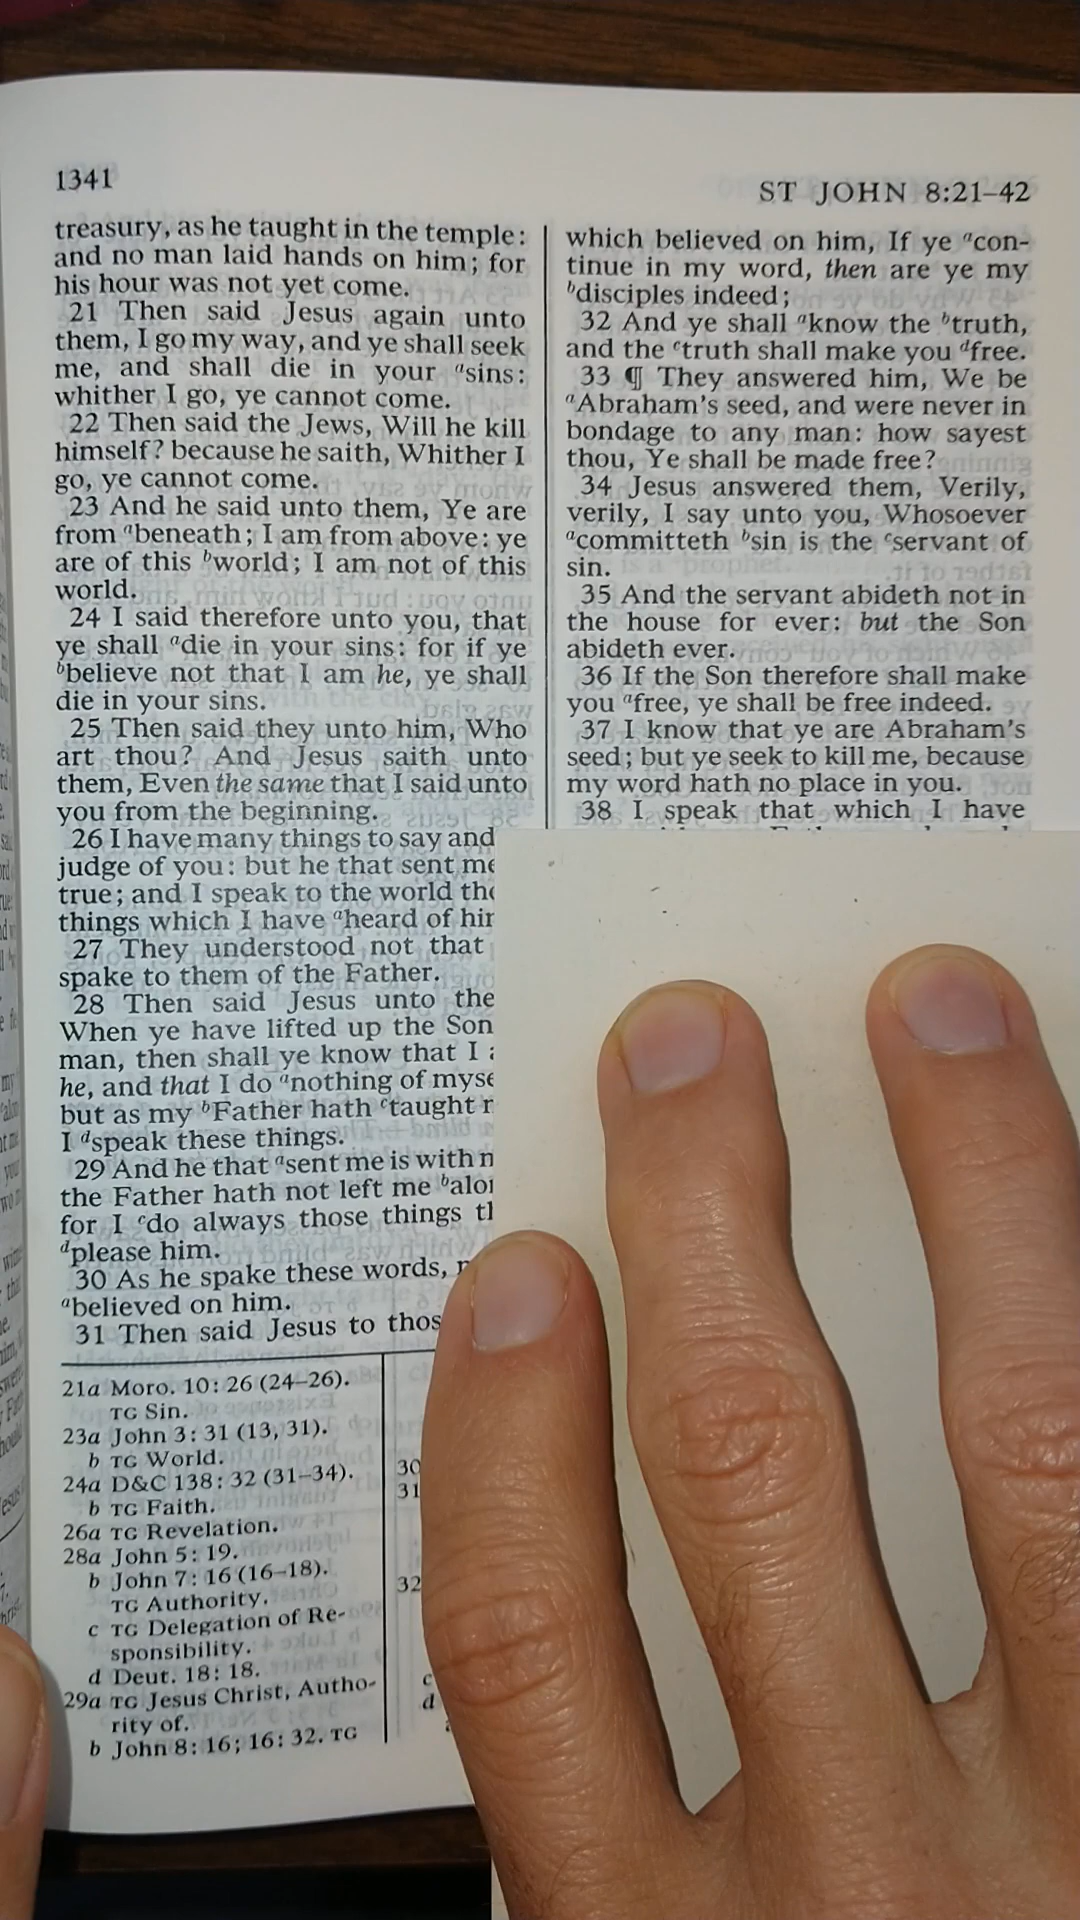 1341
ST JOHN 8:21–42
treasury, as he taught in the temple:
and no man laid hands on him; for
his hour was not yet come.
21 Then said Jesus again unto
them, I go my way, and ye shall seek
me, and shall die in your asins:
whither I go, ye cannot come.
22 Then said the Jews, Will he kill
himself? because he saith, Whither I
go, ye cannot come.
23 And he said unto them, Ye are
from abeneath; I am from above: ye
are of this bworld; I am not of this
world.
24 I said therefore unto you, that
ye shall adie in your sins: for if ye
bbelieve not that I am he, ye shall
die in your sins.
25 Then said they unto him, Who
art thou? And Jesus saith unto
them, Even the same that I said unto
you from the beginning.
26 I have many things to say and
judge of you: but he that sent
true; and I speak to the world
things which I have aheard of
27 They understood not that
spake to them of the Father.
28 Then said Jesus unto
When ye have lifted up the Son
man, then shall ye know that I
he, and that I do anothing of
but as my bFather hath ctaught
I dspeak these things.
29 And he that asent me is with
the Father hath not left me
for I cdo always those things
dplease him.
30 As he spake these words,
abelieved on him.
31 Then said Jesus to
which believed on him, If ye acon-
tinue in my word, then are ye my
bdisciples indeed;
32 And ye shall aknow the btruth,
and the ctruth shall make you dfree.
33 ¶ They answered him, We be
aAbraham's seed, and were never in
bondage to any man: how sayest
thou, Ye shall be made free?
34 Jesus answered them, Verily,
verily, I say unto you, Whosoever
acommitteth bsin is the cservant of
sin.
35 And the servant abideth not in
the house for ever: but the Son
abideth ever.
36 If the Son therefore shall make
you afree, ye shall be free indeed.
37 I know that ye are Abraham's
seed; but ye seek to kill me, because
my word hath no place in you.
38 I speak that which I have
21a Moro. 10: 26 (24–26).
TG Sin.
23a John 3: 31 (13, 31).
b TG World.
24a D&C 138: 32 (31–34).
b TG Faith.
26a TG Revelation.
28a John 5: 19.
b John 7: 16 (16–18).
TG Authority.
c TG Delegation of Re-
sponsibility.
d Deut. 18: 18.
29a TG Jesus Christ, Autho-
rity of.
b John 8: 16; 16: 32. TG
30
31
32
c
d